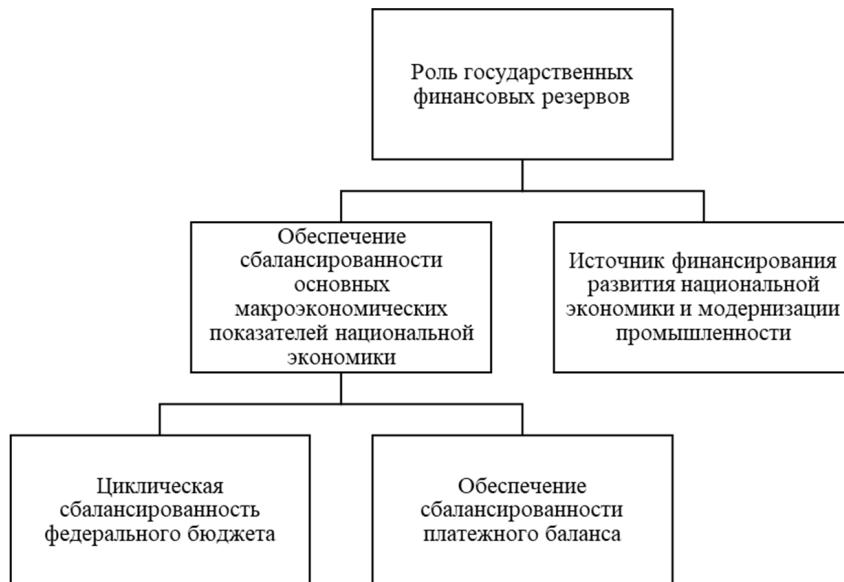 Роль государственных
финансовых резервов
Обеспечение
сбалансированности
основных
макроэкономических
показателей национальной
экономики
Источник финансирования
развития национальной
экономики и модернизации
промышленности
Циклическая
сбалансированность
федерального бюджета
Обеспечение
сбалансированности
платежного баланса